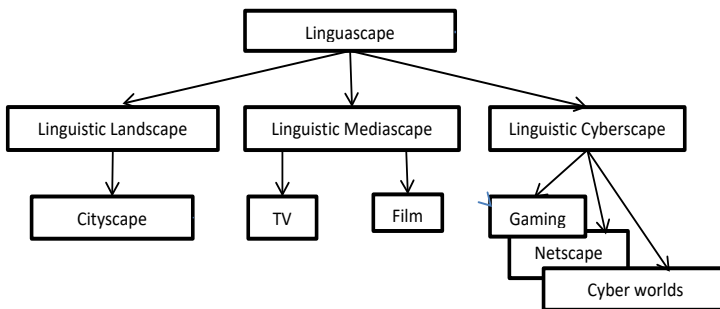 Linguascape
Linguistic Landscape
Linguistic Mediascape
Linguistic Cyberscape
Cityscape
TV
Film
Gaming
Netscape
Cyber worlds